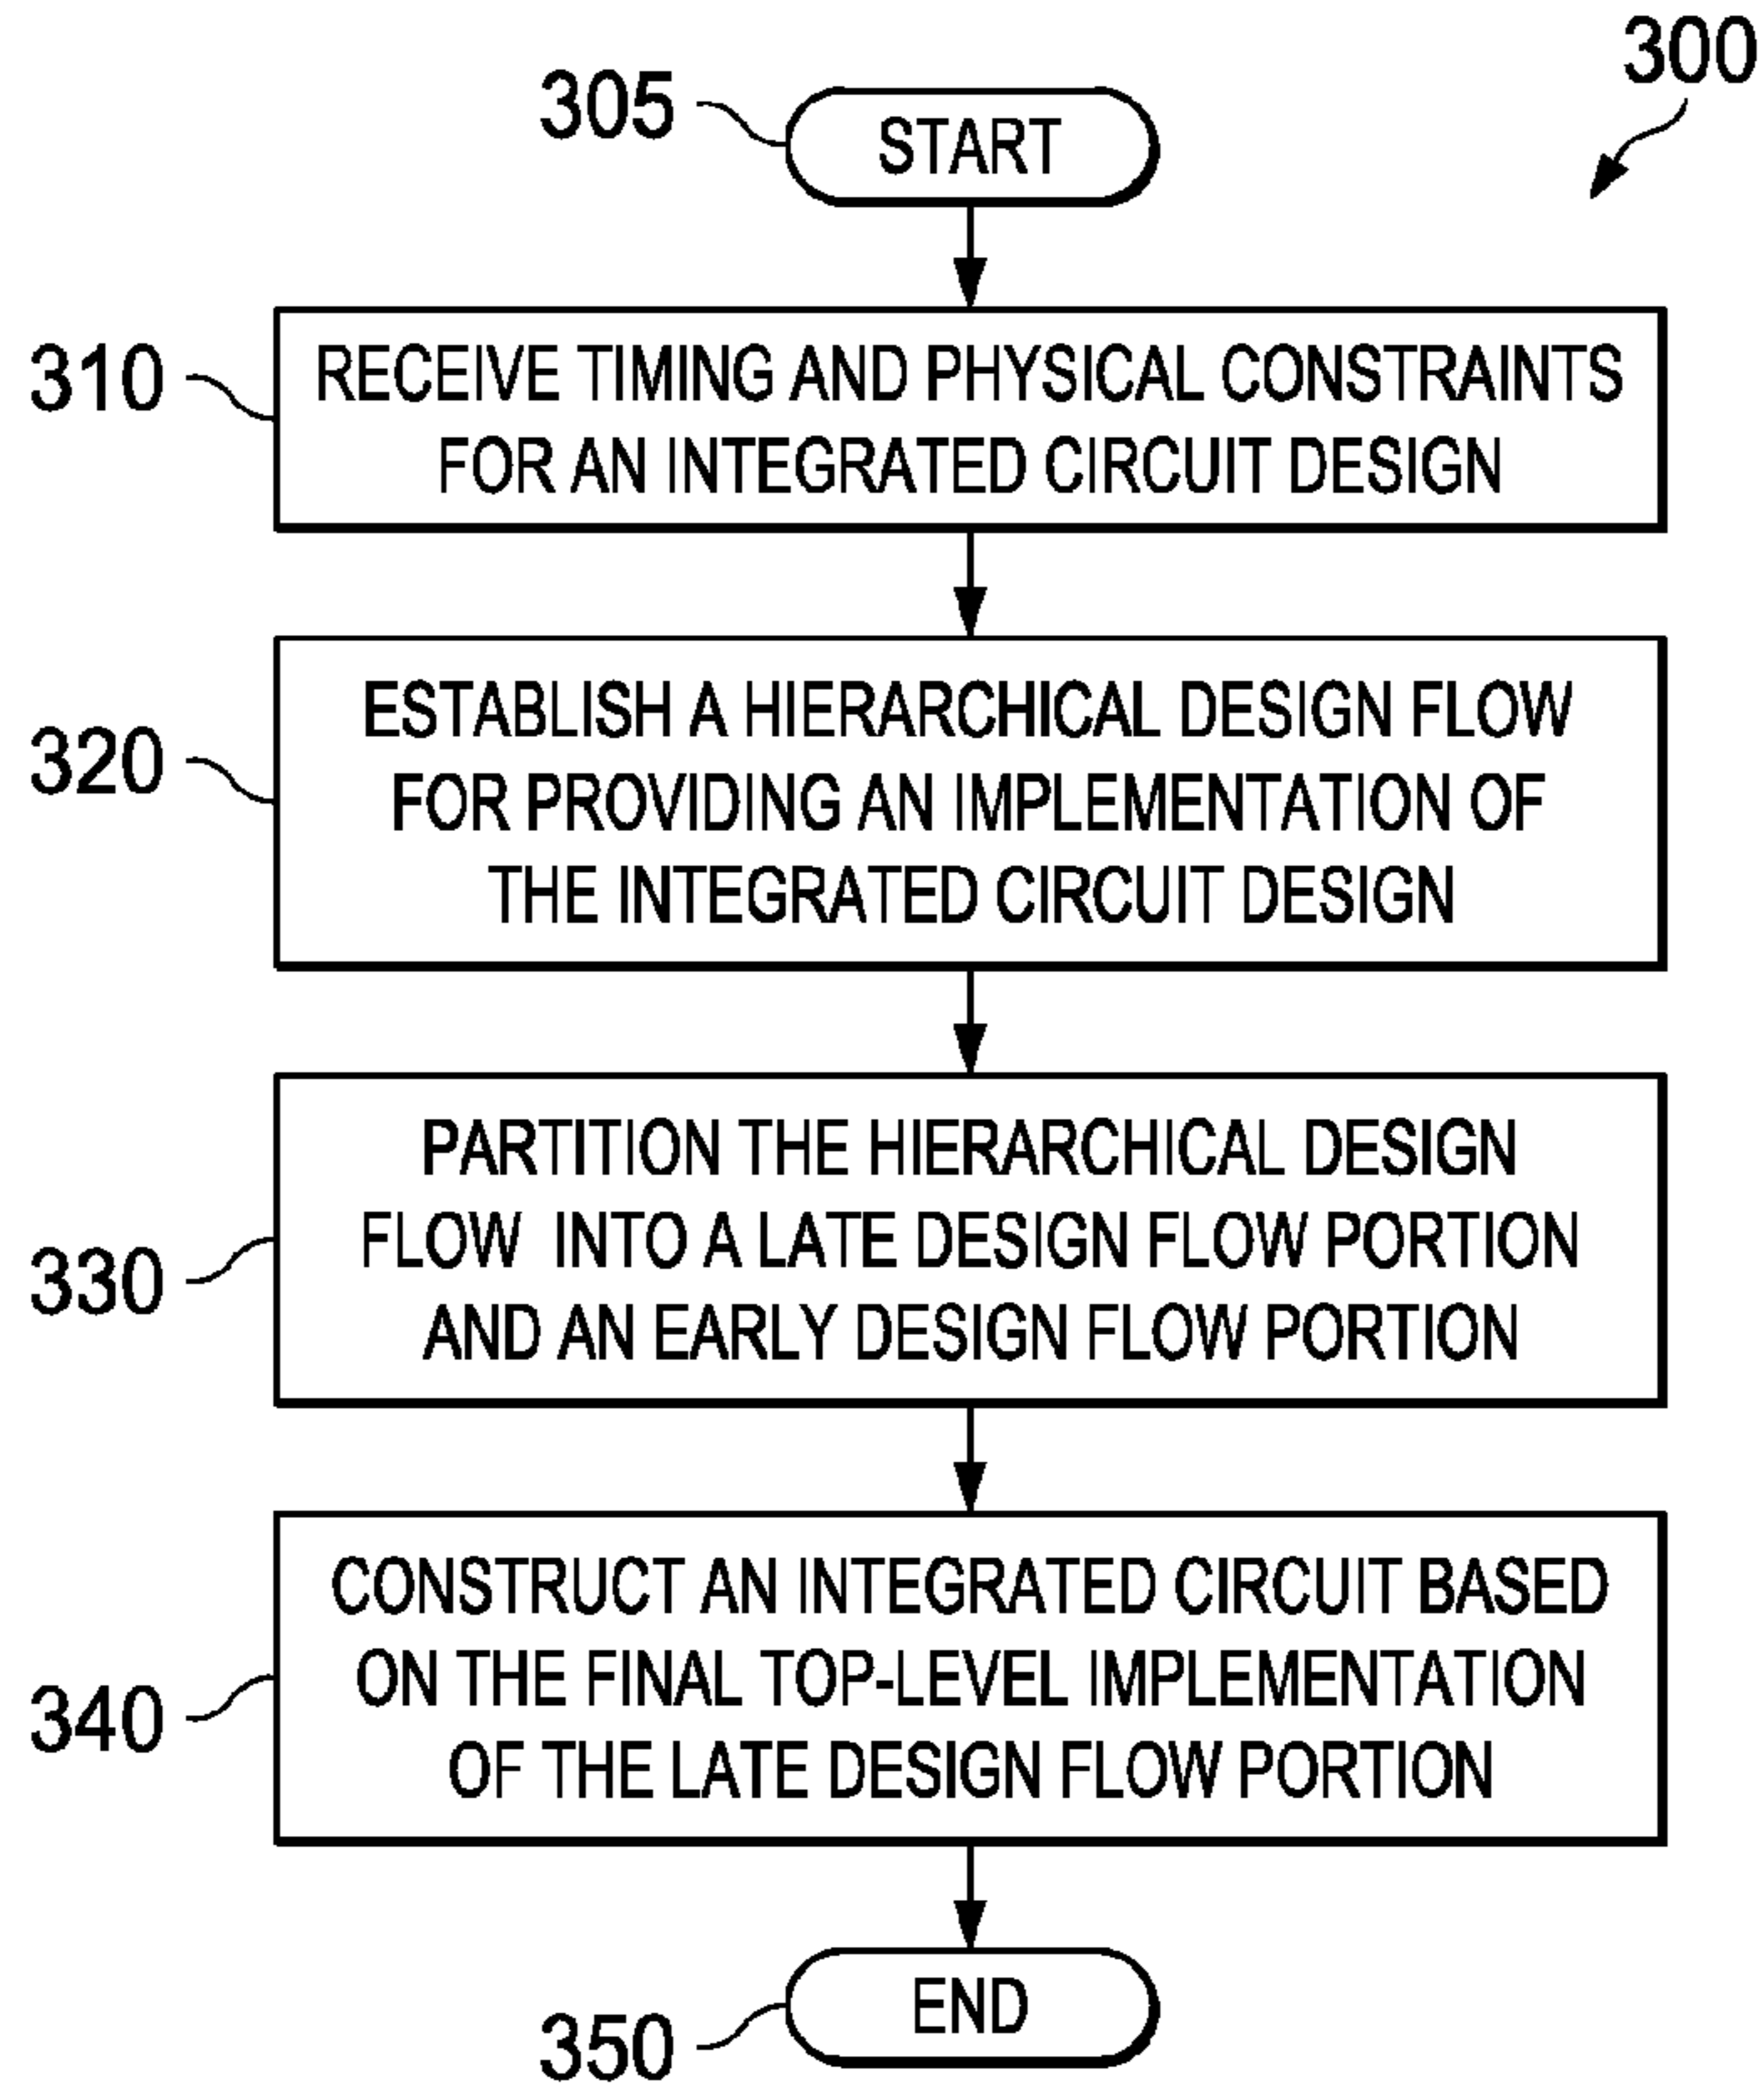 300
305
START
310
RECEIVE TIMING AND PHYSICAL CONSTRAINTS
FOR AN INTEGRATED CIRCUIT DESIGN
320
ESTABLISH A HIERARCHICAL DESIGN FLOW
FOR PROVIDING AN IMPLEMENTATION OF
THE INTEGRATED CIRCUIT DESIGN
330
PARTITION THE HIERARCHICAL DESIGN
FLOW INTO A LATE DESIGN FLOW PORTION
AND AN EARLY DESIGN FLOW PORTION
340
CONSTRUCT AN INTEGRATED CIRCUIT BASED
ON THE FINAL TOP-LEVEL IMPLEMENTATION
OF THE LATE DESIGN FLOW PORTION
350
END